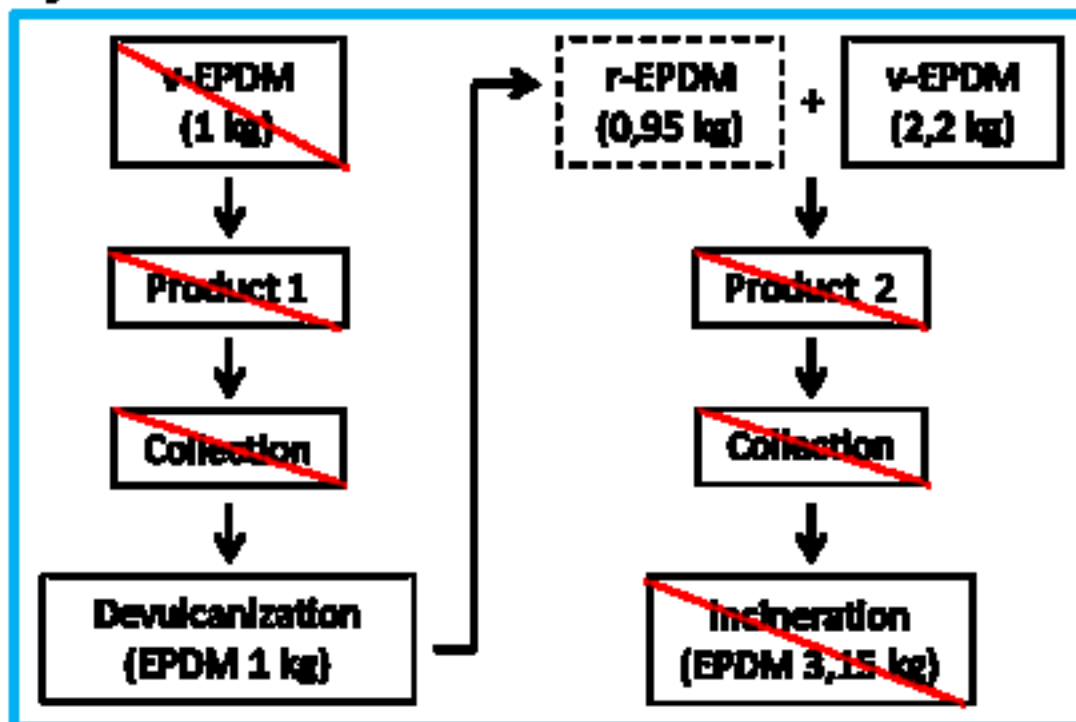 v-EPDM
(1 kg)
Product 1
Collection
Devulcanization
(EPDM 1 kg)
r-EPDM
(0,95 kg)
+
v-EPDM
(2,2 kg)
Product 2
Collection
Incineration
(EPDM 3,15 kg)